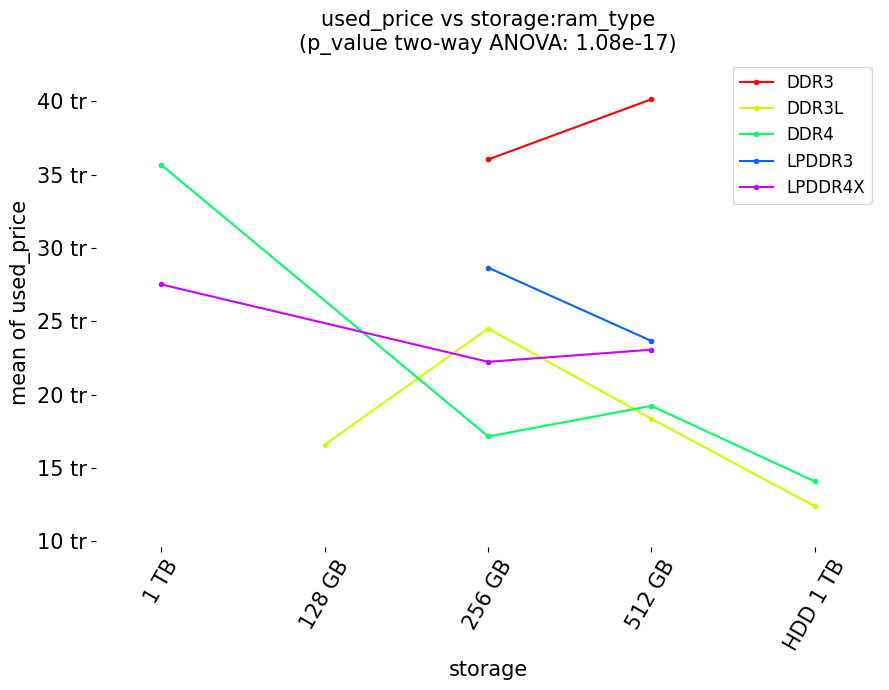 used_price vs storage:ram_type
(p_value two-way ANOVA: 1.08e-17)
DDR3
DDR3L
DDR4
LPDDR3
LPDDR4X
mean of used_price
40 tr
35 tr
30 tr
25 tr
20 tr
15 tr
10 tr
1 TB
128 GB
256 GB
512 GB
HDD 1 TB
storage